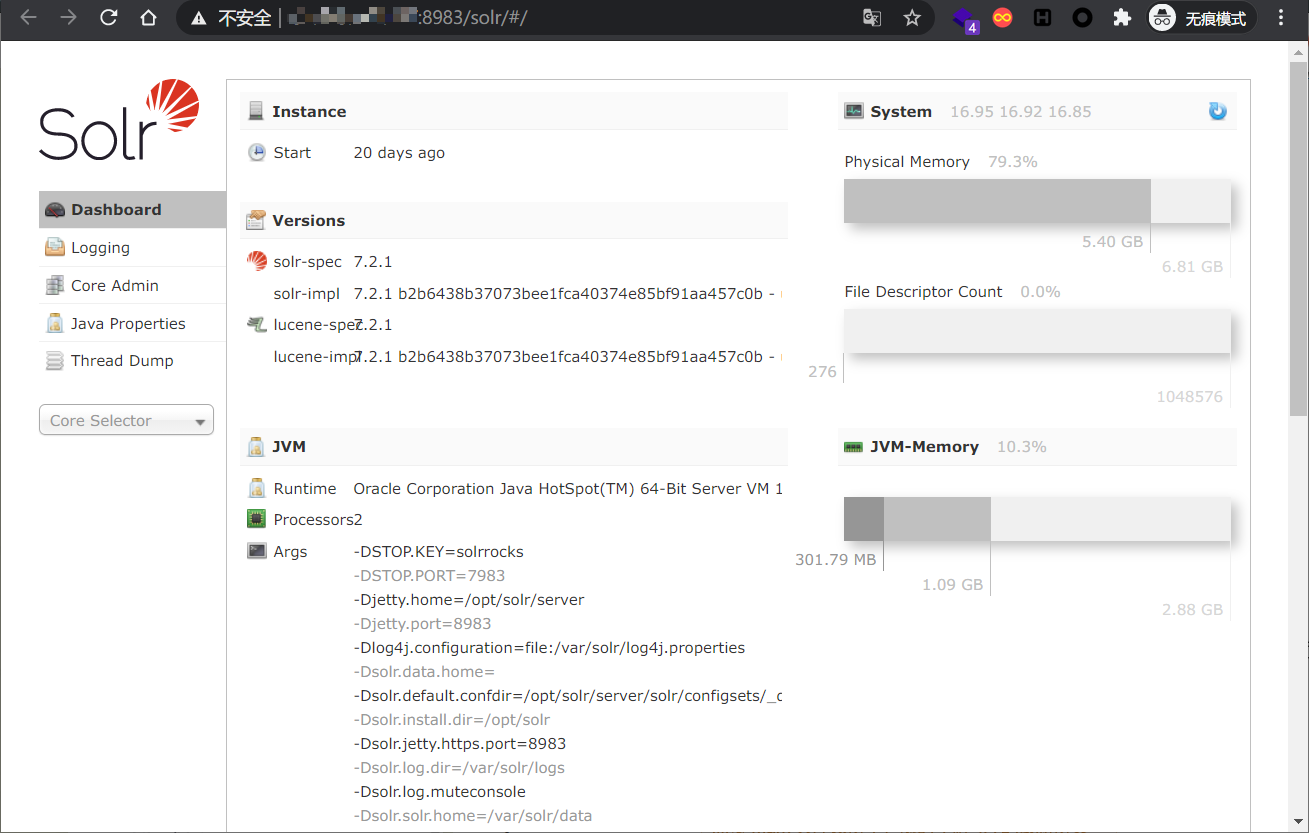 不安全 :8983/solr/#/
4
无痕模式
Solr
Dashboard
Logging
Core Admin
Java Properties
Thread Dump
Core Selector
Instance
Start 20 days ago
Versions
solr-spec 7.2.1
solr-impl 7.2.1 b2b6438b37073bee1fca40374e85bf91aa457c0b -
lucene-spec 7.2.1
lucene-impl 7.2.1 b2b6438b37073bee1fca40374e85bf91aa457c0b -
JVM
Runtime Oracle Corporation Java HotSpot(TM) 64-Bit Server VM 1
Processors 2
Args -DSTOP.KEY=solrrocks
-DSTOP.PORT=7983
-Djetty.home=/opt/solr/server
-Djetty.port=8983
-Dlog4j.configuration=file:/var/solr/log4j.properties
-Dsolr.data.home=
-Dsolr.default.confdir=/opt/solr/server/solr/configsets/_
-Dsolr.install.dir=/opt/solr
-Dsolr.jetty.https.port=8983
-Dsolr.log.dir=/var/solr/logs
-Dsolr.log.muteconsole
-Dsolr.solr.home=/var/solr/data
System 16.95 16.92 16.85
Physical Memory 79.3%
5.40 GB
6.81 GB
File Descriptor Count 0.0%
276
1048576
JVM-Memory 10.3%
301.79 MB
1.09 GB
2.88 GB